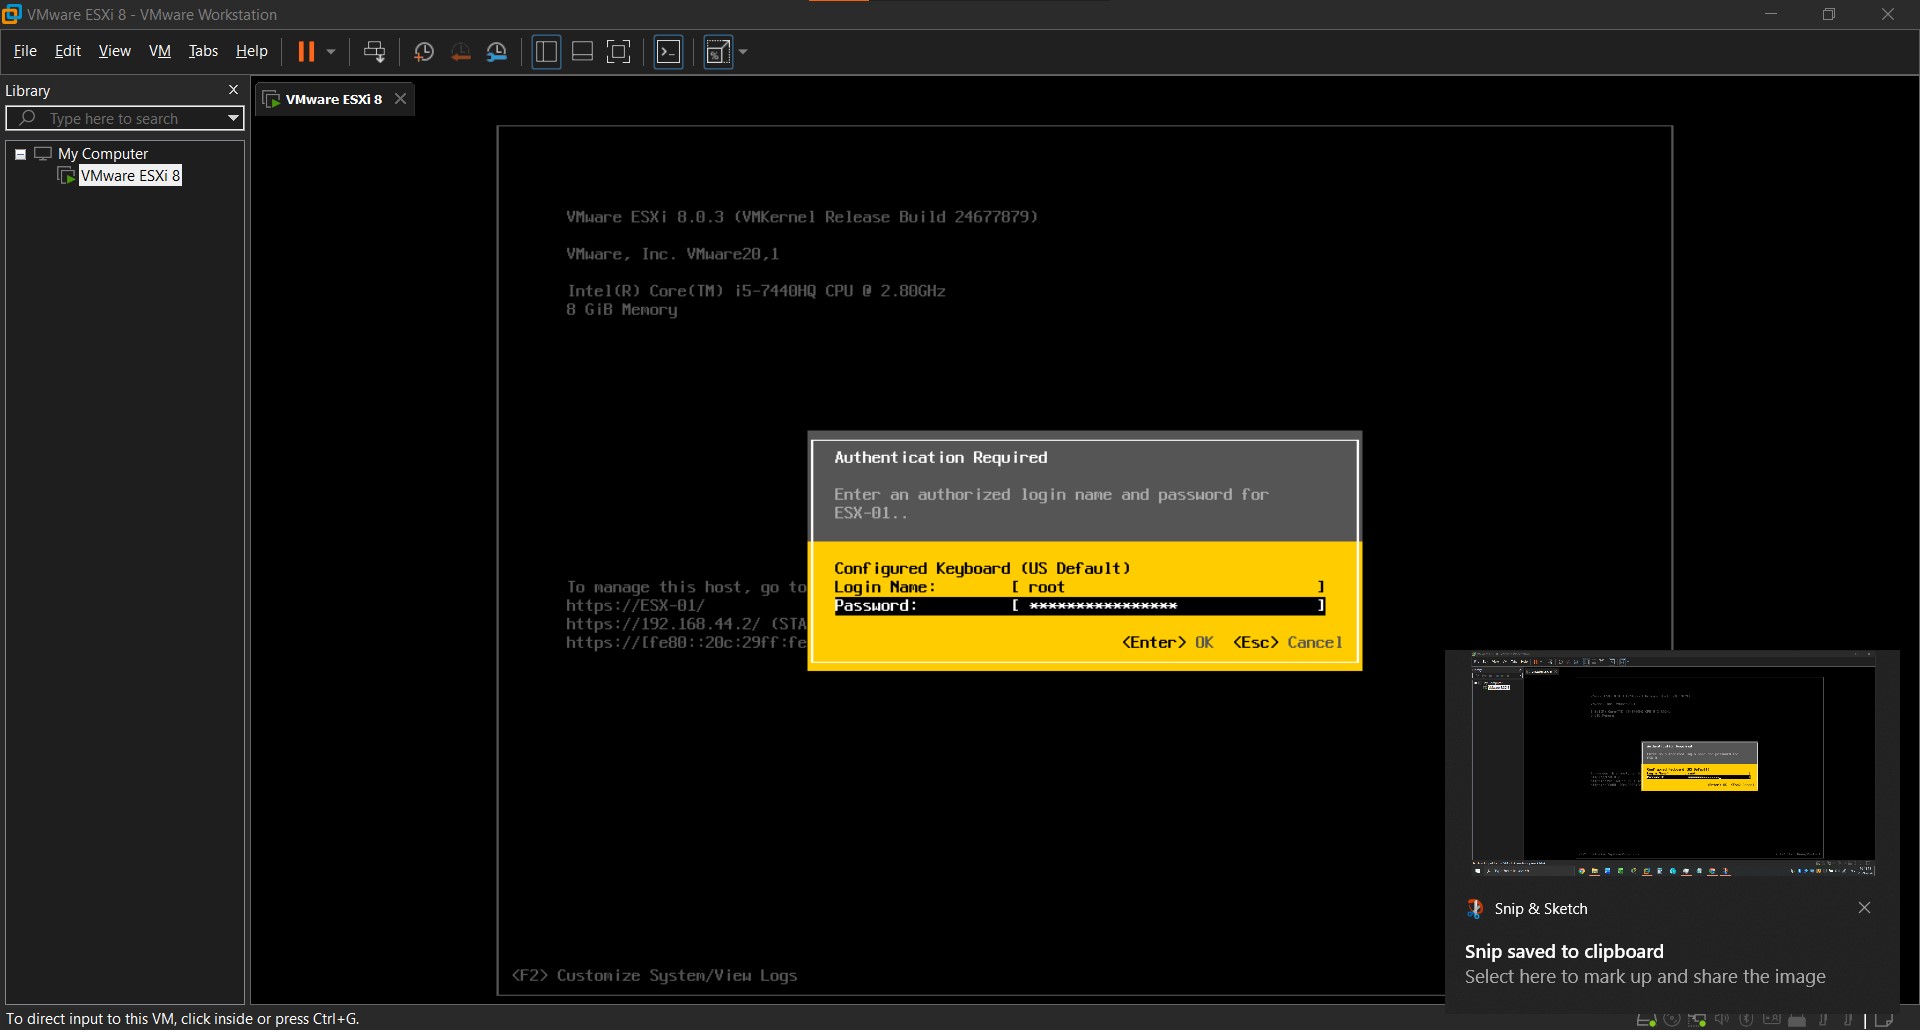 VMware ESXi 8 - VMware Workstation
File Edit View VM Tabs Help
Library
Type here to search
My Computer
VMware ESXi 8
VMware ESXi 8
VMware ESXi 8.0.3 (VMKernel Release Build 24677879)
VMware, Inc. VMware20,1
Intel(R) Core(TM) i5-7440HQ CPU @ 2.80GHz
8 GiB Memory
Authentication Required
Enter an authorized login name and password for
ESX-01..
Configured Keyboard (US Default)
Login Name: [ root ]
Password: [ **************** ]
<Enter> OK <Esc> Cancel
To manage this host, go to
https://ESX-01/
https://192.168.44.2/ (STA
https://[fe80::20c:29ff:fe
<F2> Customize System/View Logs
Snip & Sketch
Snip saved to clipboard
Select here to mark up and share the image
To direct input to this VM, click inside or press Ctrl+G.